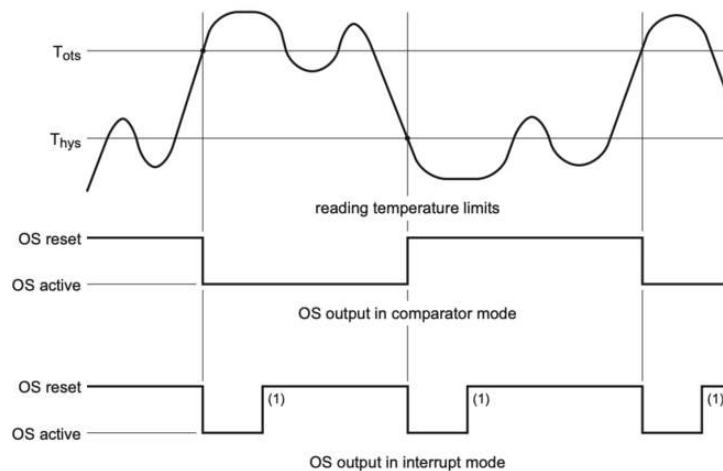 T_ots
T_hys
reading temperature limits
OS reset
OS active
OS output in comparator mode
OS reset
(1) (1) (1)
OS active
OS output in interrupt mode